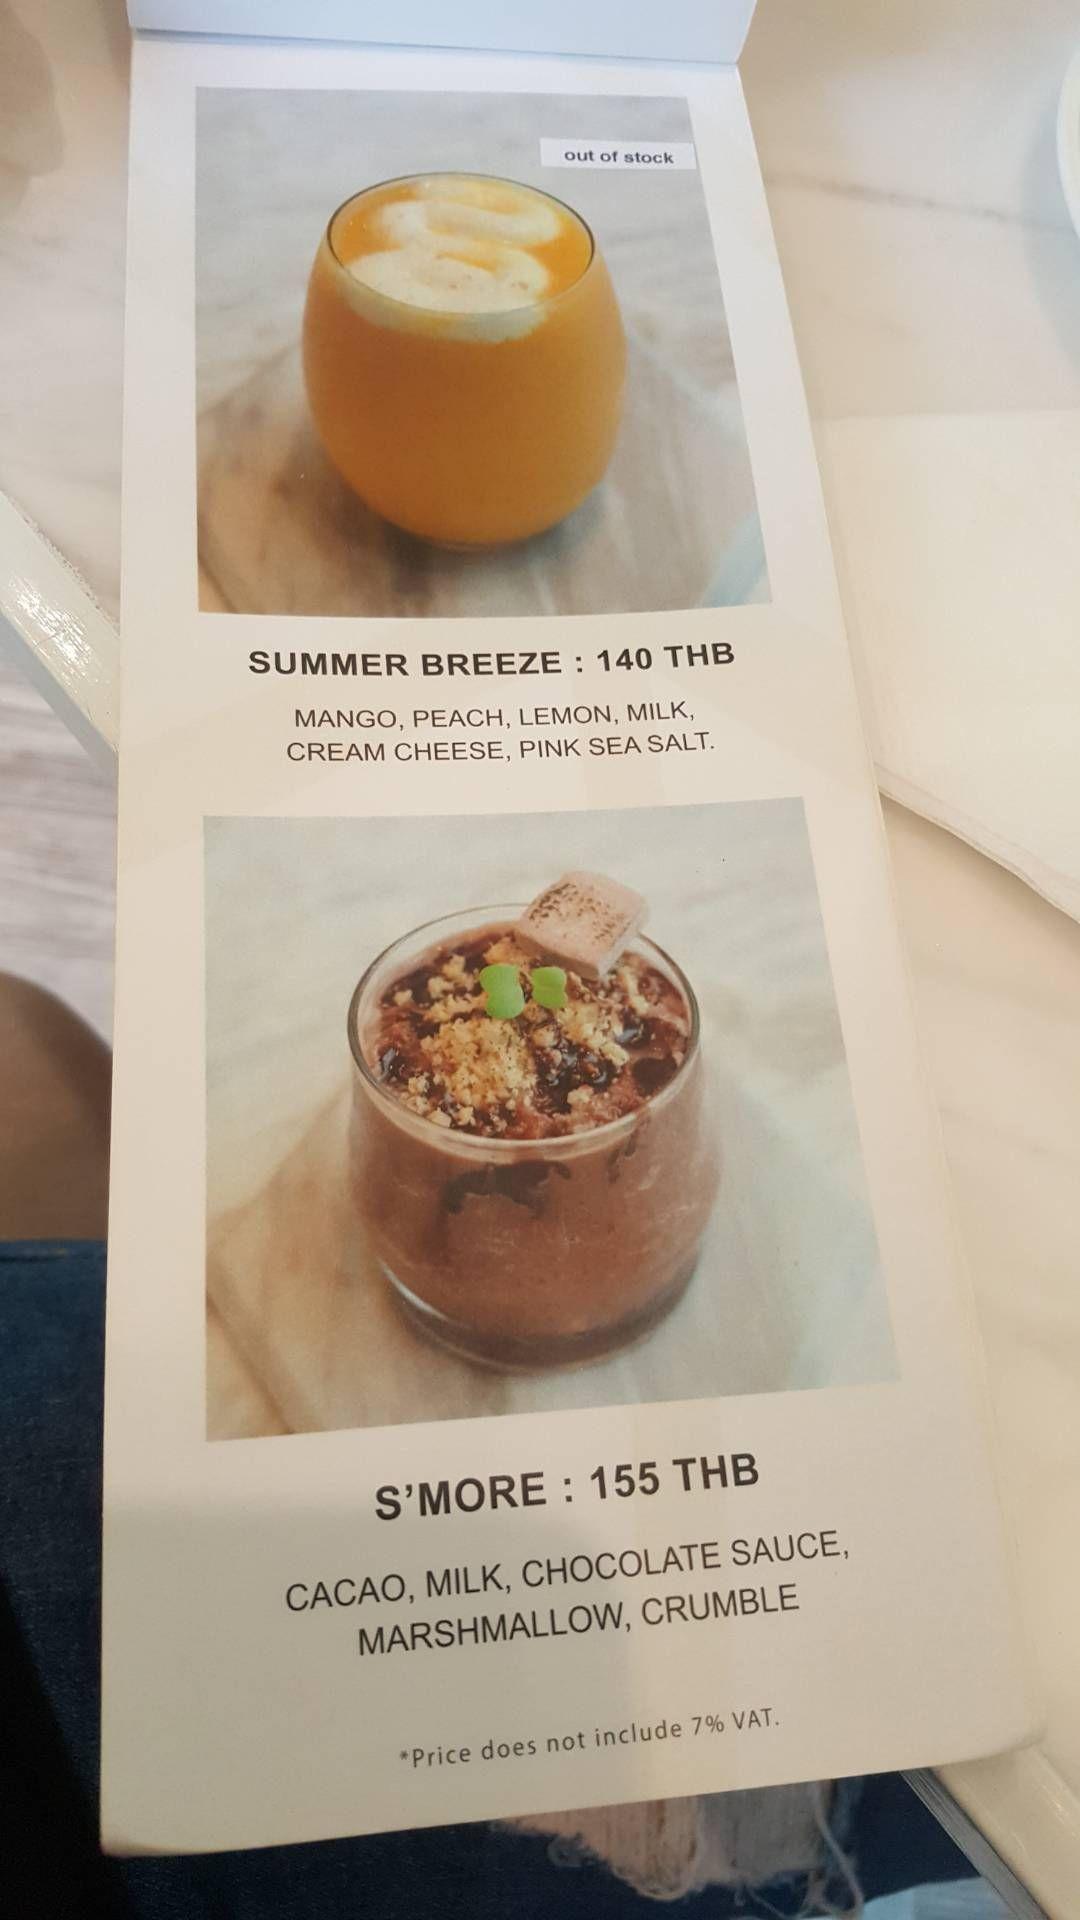 out of stock
SUMMER BREEZE : 140 THB
MANGO, PEACH, LEMON, MILK,
CREAM CHEESE, PINK SEA SALT.
S'MORE : 155 THB
CACAO, MILK, CHOCOLATE SAUCE,
MARSHMALLOW, CRUMBLE
*Price does not include 7% VAT.